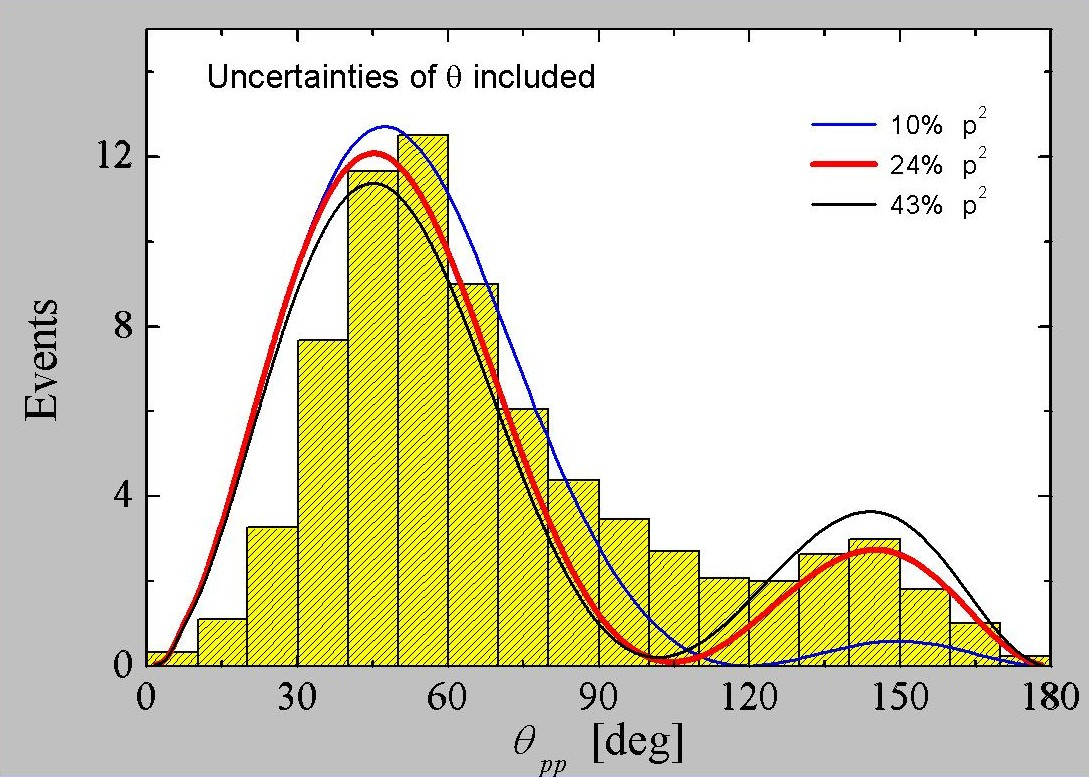 Uncertainties of θ included
10% p²
24% p²
43% p²
12
8
4
0
Events
0 30 60 90 120 150 180
θpp [deg]